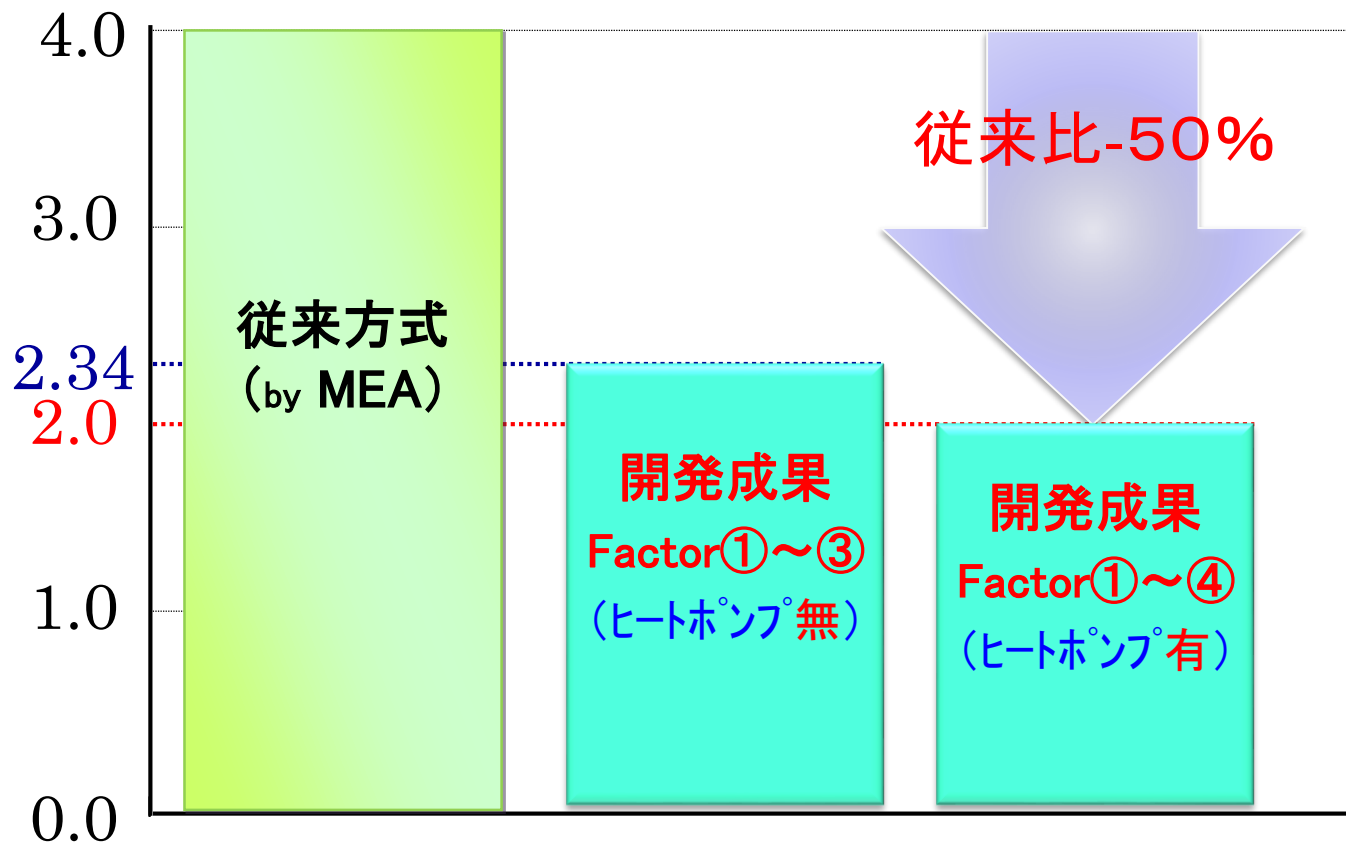 4.0
3.0
2.34
2.0
1.0
0.0
従来方式
（by MEA）
開発成果
Factor①～③
（ヒートポンプ無）
従来比-50%
開発成果
Factor①～④
（ヒートポンプ有）